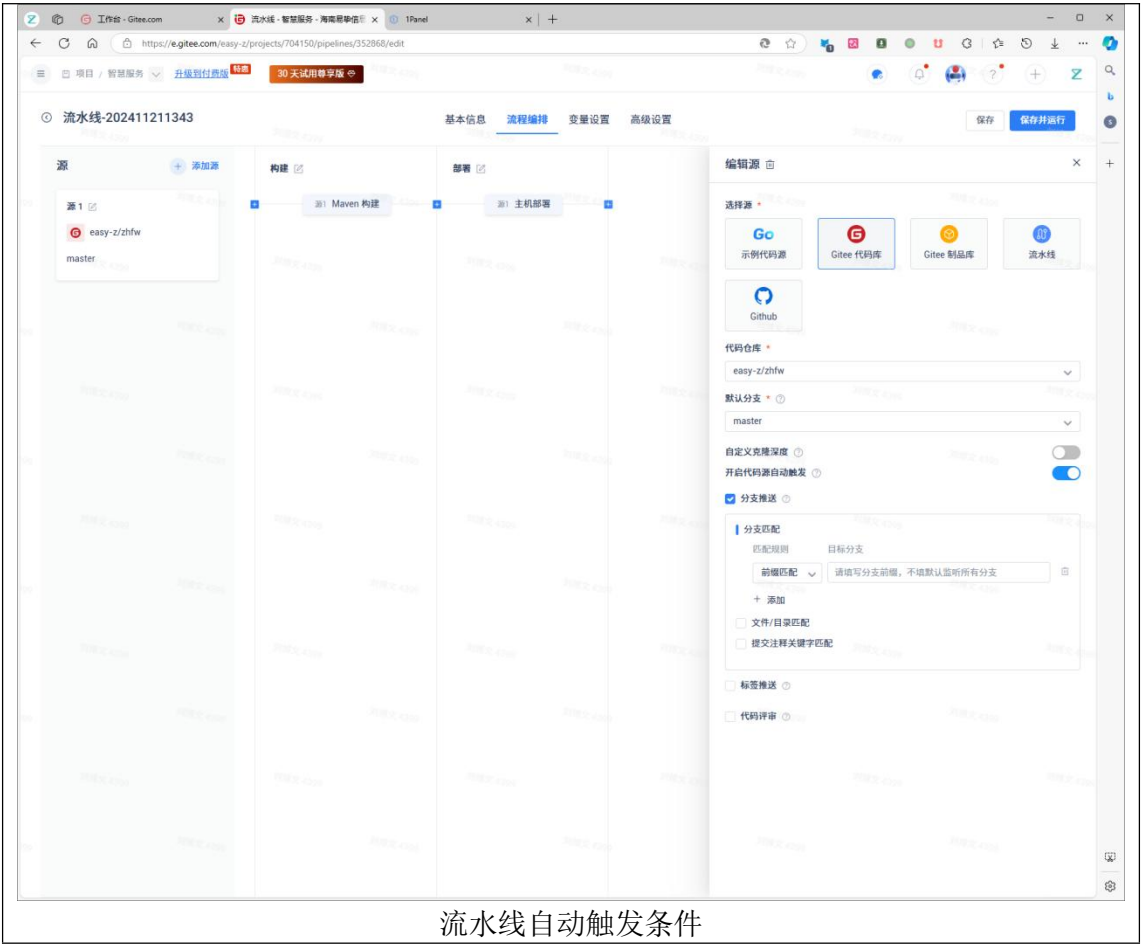 工作台 - Gitee.com
流水线 - 智慧服务 - 海南易挚信息
1Panel
https://e.gitee.com/easy-z/projects/704150/pipelines/352868/edit
项目 / 智慧服务
升级到付费版
特惠
30 天试用尊享版
流水线-202411211343
基本信息 流程编排 变量设置 高级设置
保存 保存并运行
源
+ 添加源
源 1
easy-z/zhfw
master
构建
源1 Maven 构建
部署
源1 主机部署
编辑源
选择源 *
Go
示例代码源
Gitee 代码库
Gitee 制品库
流水线
Github
代码仓库 *
easy-z/zhfw
默认分支 *
master
自定义克隆深度
开启代码源自动触发
分支推送
分支匹配
匹配规则 目标分支
前缀匹配 请填写分支前缀，不填默认监听所有分支
+ 添加
文件/目录匹配
提交注释关键字匹配
标签推送
代码评审
流水线自动触发条件